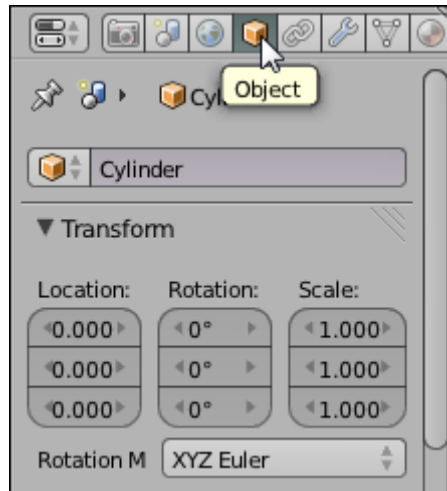 Cyl
Object
Cylinder
Transform
Location: Rotation: Scale:
0.000 0° 1.000
0.000 0° 1.000
0.000 0° 1.000
Rotation M XYZ Euler